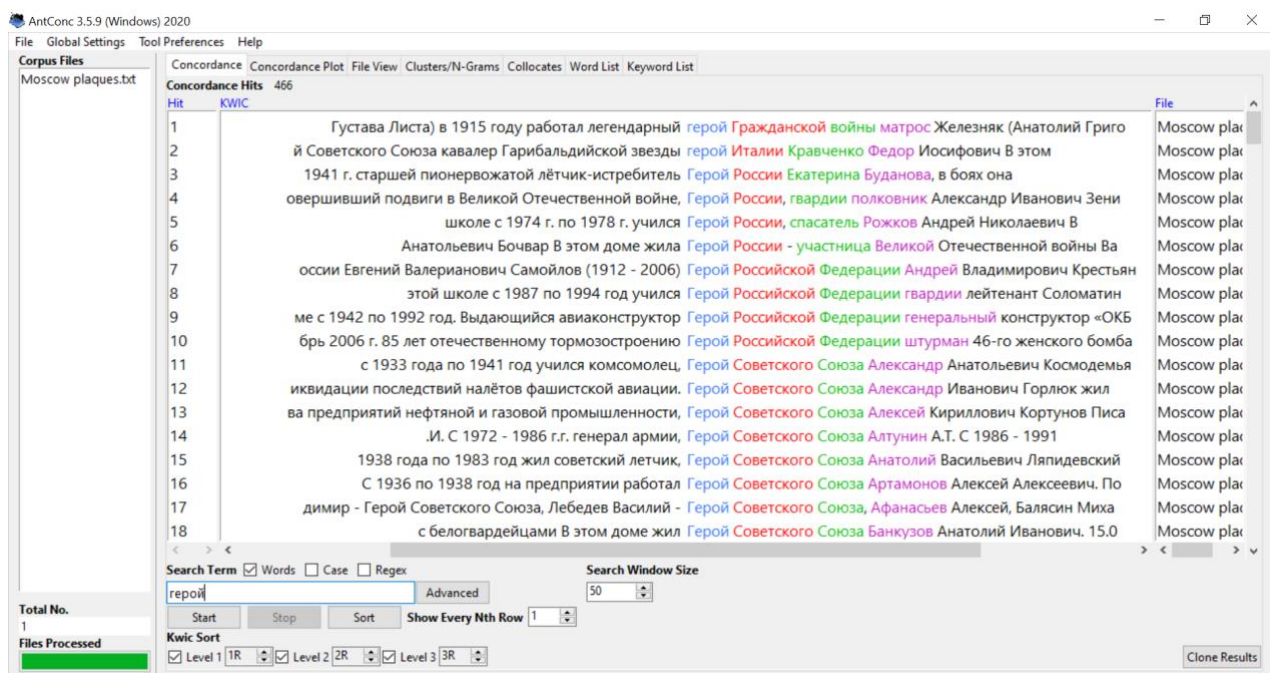 AntConc 3.5.9 (Windows) 2020
File Global Settings Tool Preferences Help
Corpus Files
Moscow plaques.txt
Concordance Concordance Plot File View Clusters/N-Grams Collocates Word List Keyword List
Concordance Hits 466
Hit KWIC File
1 Густава Листа) в 1915 году работал легендарный герой Гражданской войны матрос Железняк (Анатолий Григо Moscow plac
2 й Советского Союза кавалер Гарибальдийской звезды герой Италии Кравченко Федор Иосифович В этом Moscow plac
3 1941 г. старшей пионервожатой лётчик-истребитель Герой России Екатерина Буданова, в боях она Moscow plac
4 овершивший подвиги в Великой Отечественной войне, Герой России, гвардии полковник Александр Иванович Зени Moscow plac
5 школе с 1974 г. по 1978 г. учился Герой России, спасатель Рожков Андрей Николаевич В Moscow plac
6 Анатольевич Бочвар В этом доме жила Герой России - участница Великой Отечественной войны Ва Moscow plac
7 оссии Евгений Валерианович Самойлов (1912 - 2006) Герой Российской Федерации Андрей Владимирович Крестьян Moscow plac
8 этой школе с 1987 по 1994 год учился Герой Российской Федерации гвардии лейтенант Соломатин Moscow plac
9 ме с 1942 по 1992 год. Выдающийся авиаконструктор Герой Российской Федерации генеральный конструктор «ОКБ Moscow plac
10 брь 2006 г. 85 лет отечественному тормозостроению Герой Российской Федерации штурман 46-го женского бомба Moscow plac
11 с 1933 года по 1941 год учился комсомолец, Герой Советского Союза Александр Анатольевич Космодемья Moscow plac
12 иквидации последствий налётов фашистской авиации. Герой Советского Союза Александр Иванович Горлюк жил Moscow plac
13 ва предприятий нефтяной и газовой промышленности, Герой Советского Союза Алексей Кириллович Кортунов Писа Moscow plac
14 .И. С 1972 - 1986 г.г. генерал армии, Герой Советского Союза Алтунин А.Т. С 1986 - 1991 Moscow plac
15 1938 года по 1983 год жил советский летчик, Герой Советского Союза Анатолий Васильевич Ляпидевский Moscow plac
16 С 1936 по 1938 год на предприятии работал Герой Советского Союза Артамонов Алексей Алексеевич. По Moscow plac
17 димир - Герой Советского Союза, Лебедев Василий - Герой Советского Союза, Афанасьев Алексей, Балясин Миха Moscow plac
18 с белогвардейцами В этом доме жил Герой Советского Союза Банкузов Анатолий Иванович. 15.0 Moscow plac
Search Term Words Case Regex Search Window Size
герой Advanced 50
Total No.
1
Start Stop Sort Show Every Nth Row 1
Files Processed
Kwic Sort
Level 1 1R Level 2 2R Level 3 3R Clone Results